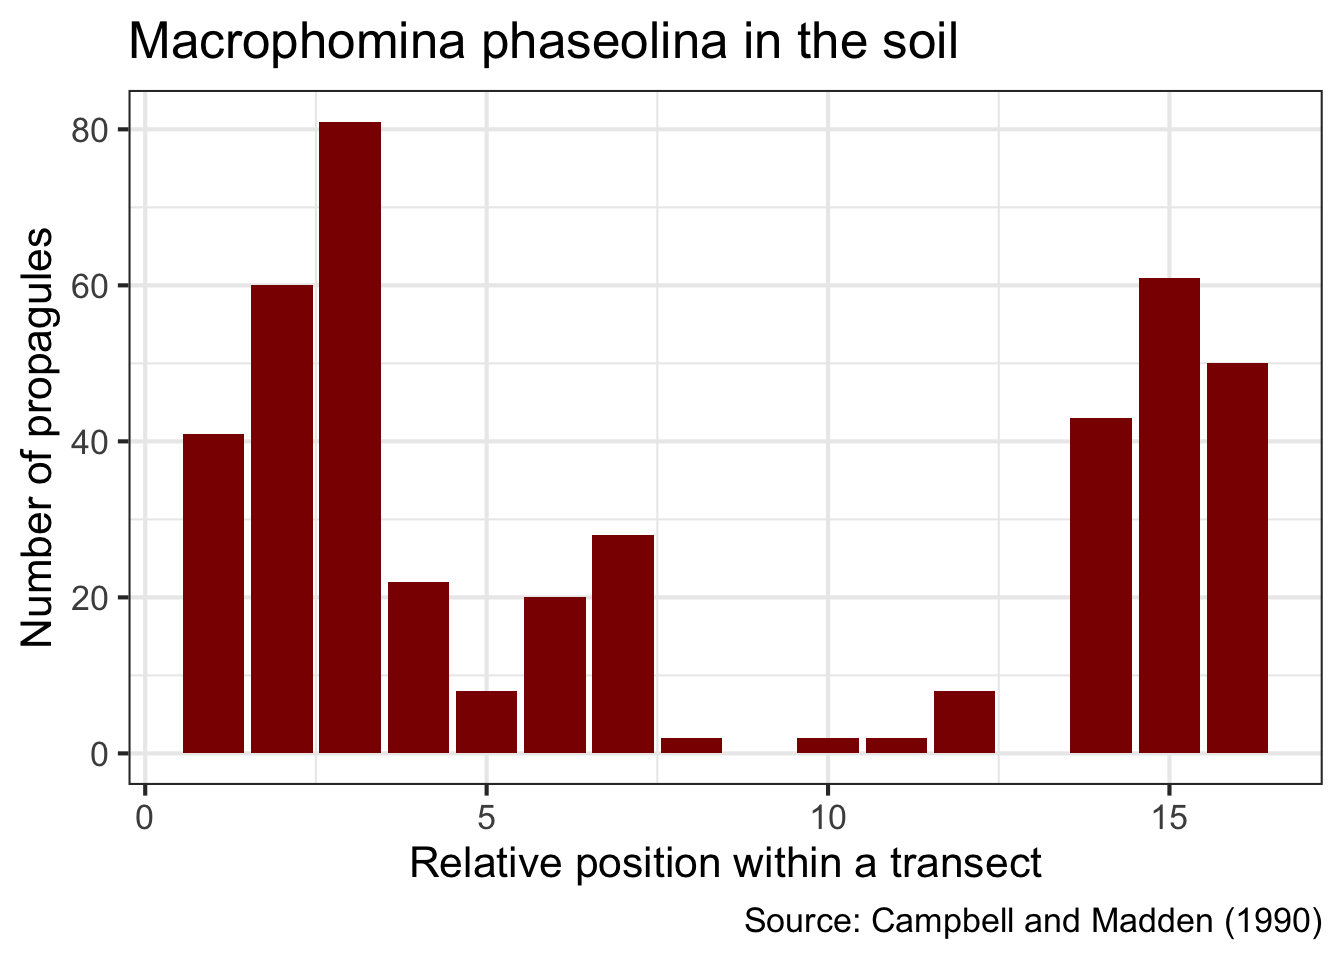 Macrophomina phaseolina in the soil
Number of propagules
80
60
40
20
0
0 5 10 15
Relative position within a transect
Source: Campbell and Madden (1990)